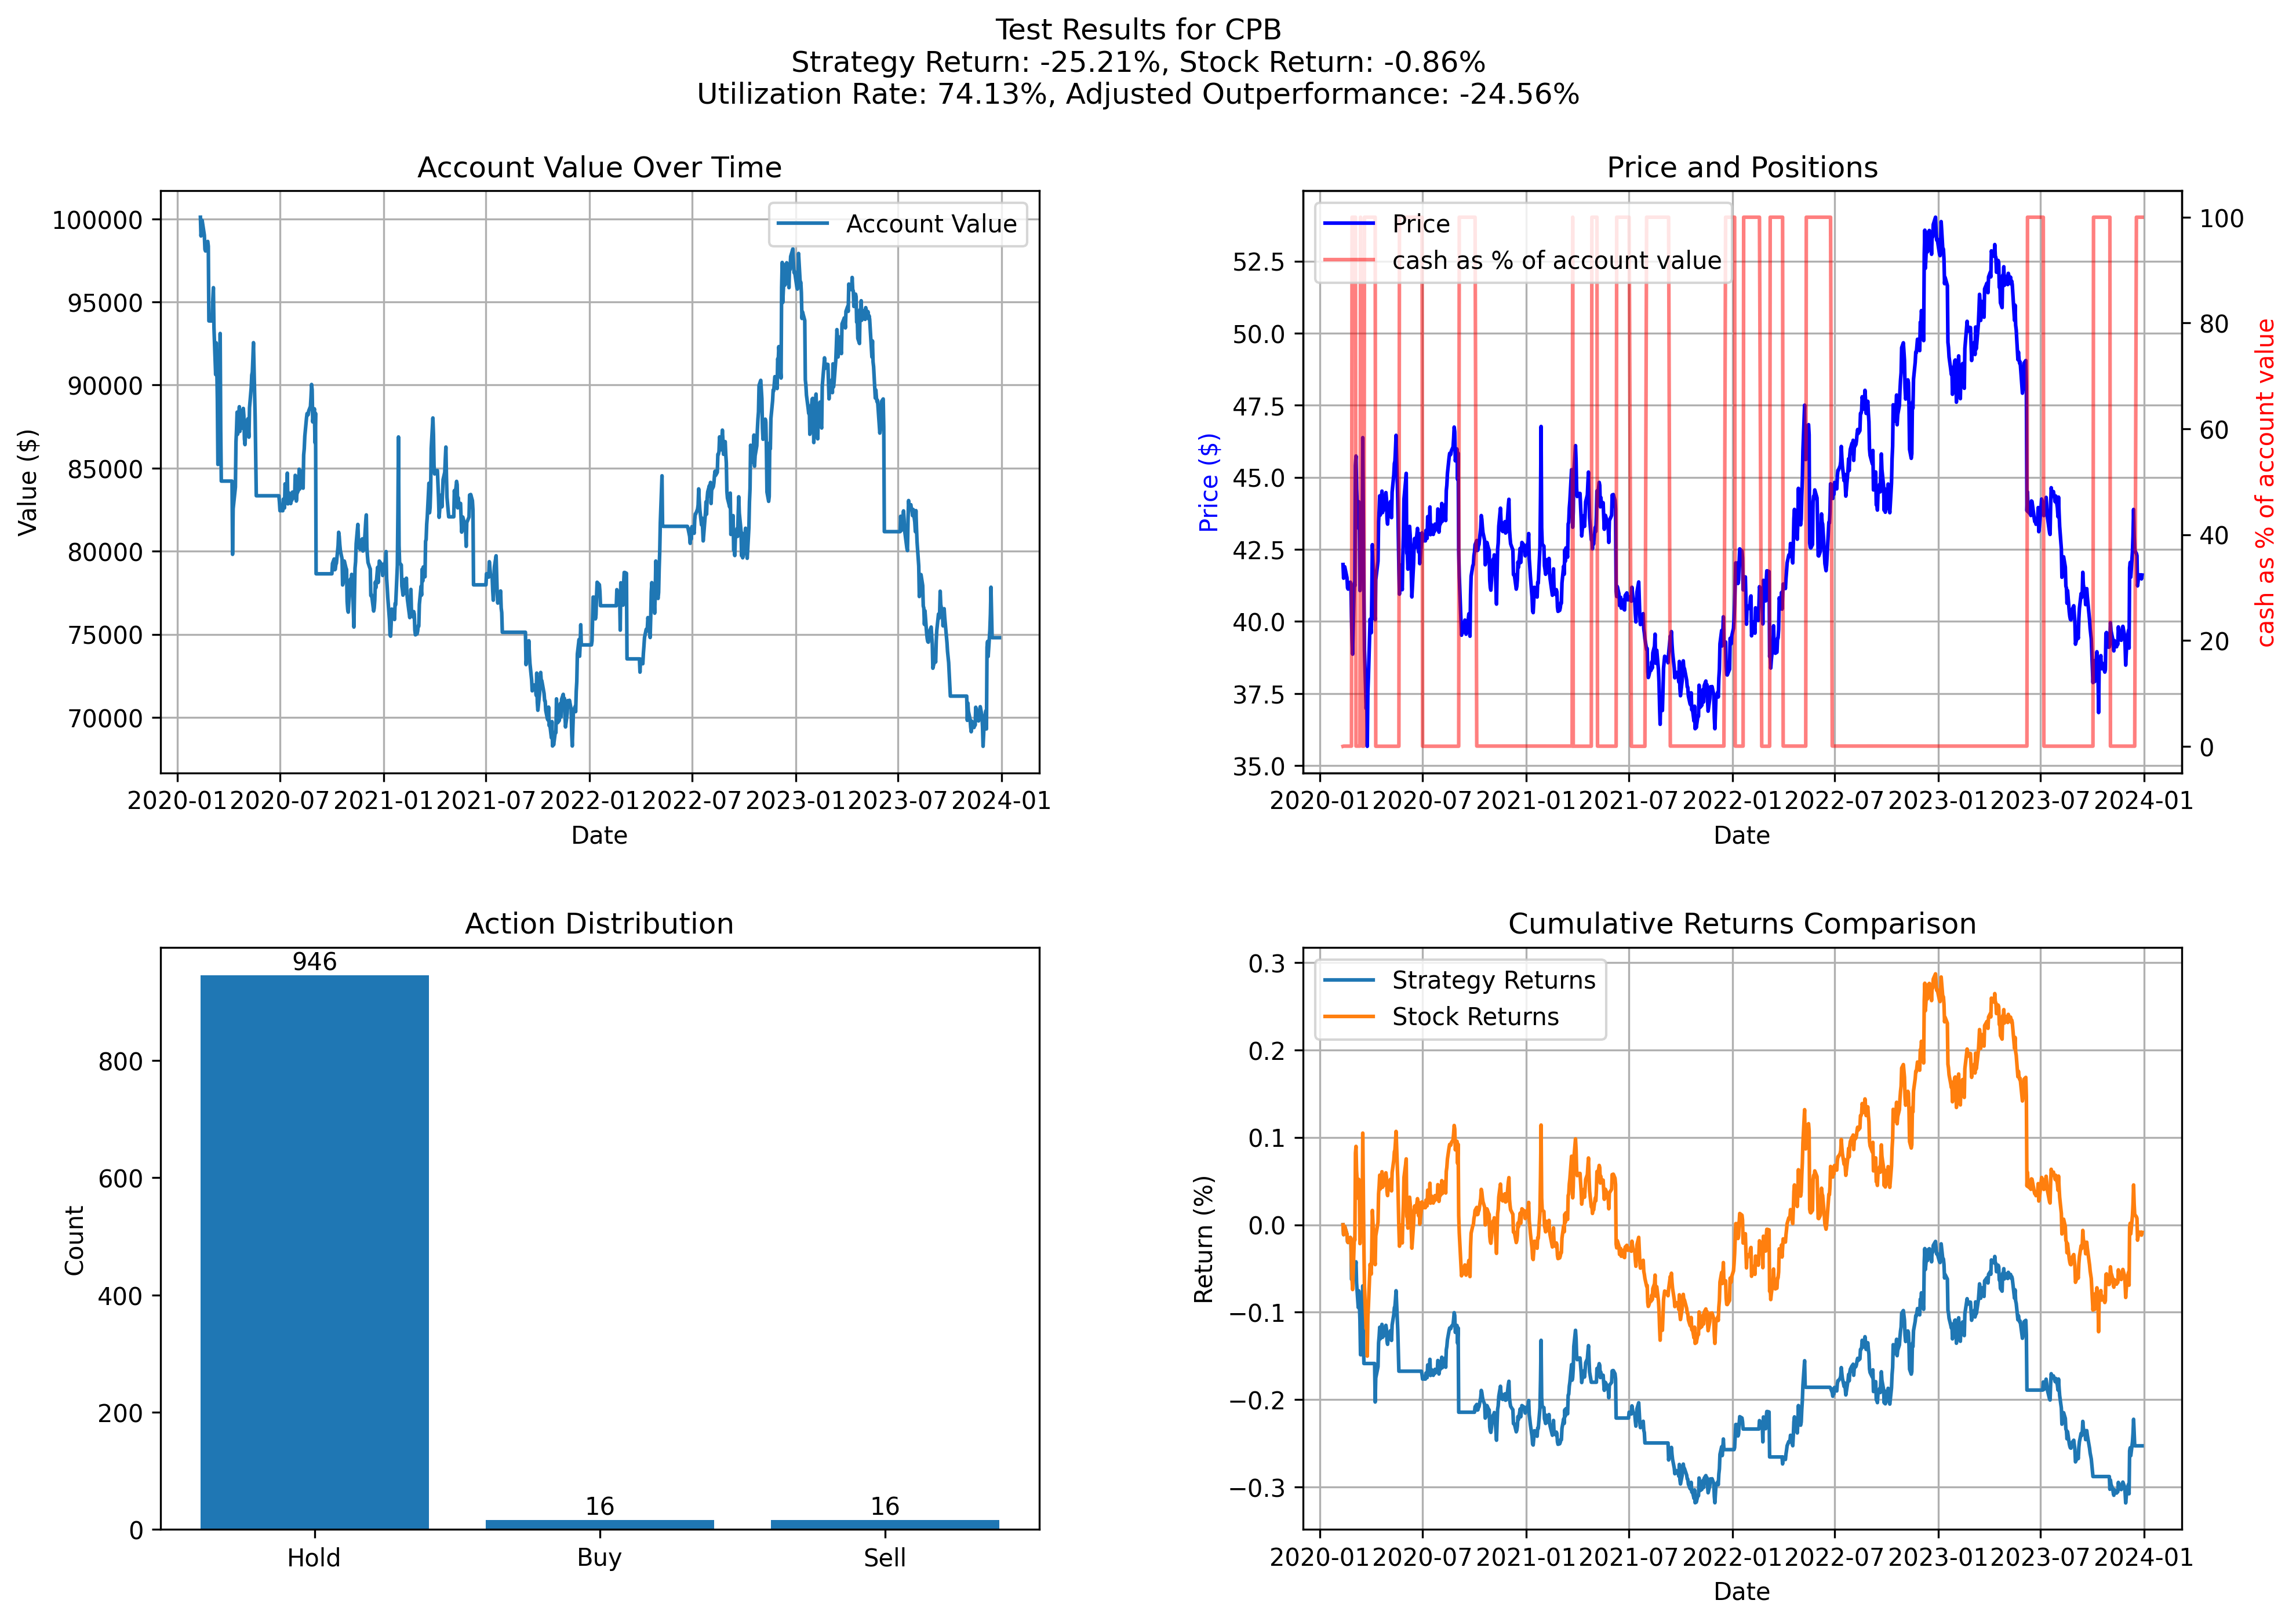 Test Results for CPB
Strategy Return: -25.21%, Stock Return: -0.86%
Utilization Rate: 74.13%, Adjusted Outperformance: -24.56%
Account Value Over Time
Account Value
100000
95000
90000
85000
80000
75000
70000
Value ($)
2020-01 2020-07 2021-01 2021-07 2022-01 2022-07 2023-01 2023-07 2024-01
Date
Price and Positions
Price
cash as % of account value
52.5
50.0
47.5
45.0
42.5
40.0
37.5
35.0
Price ($)
100
80
60
40
20
0
cash as % of account value
2020-01 2020-07 2021-01 2021-07 2022-01 2022-07 2023-01 2023-07 2024-01
Date
Action Distribution
946
16
16
800
600
400
200
0
Count
Hold Buy Sell
Cumulative Returns Comparison
Strategy Returns
Stock Returns
0.3
0.2
0.1
0.0
−0.1
−0.2
−0.3
Return (%)
2020-01 2020-07 2021-01 2021-07 2022-01 2022-07 2023-01 2023-07 2024-01
Date